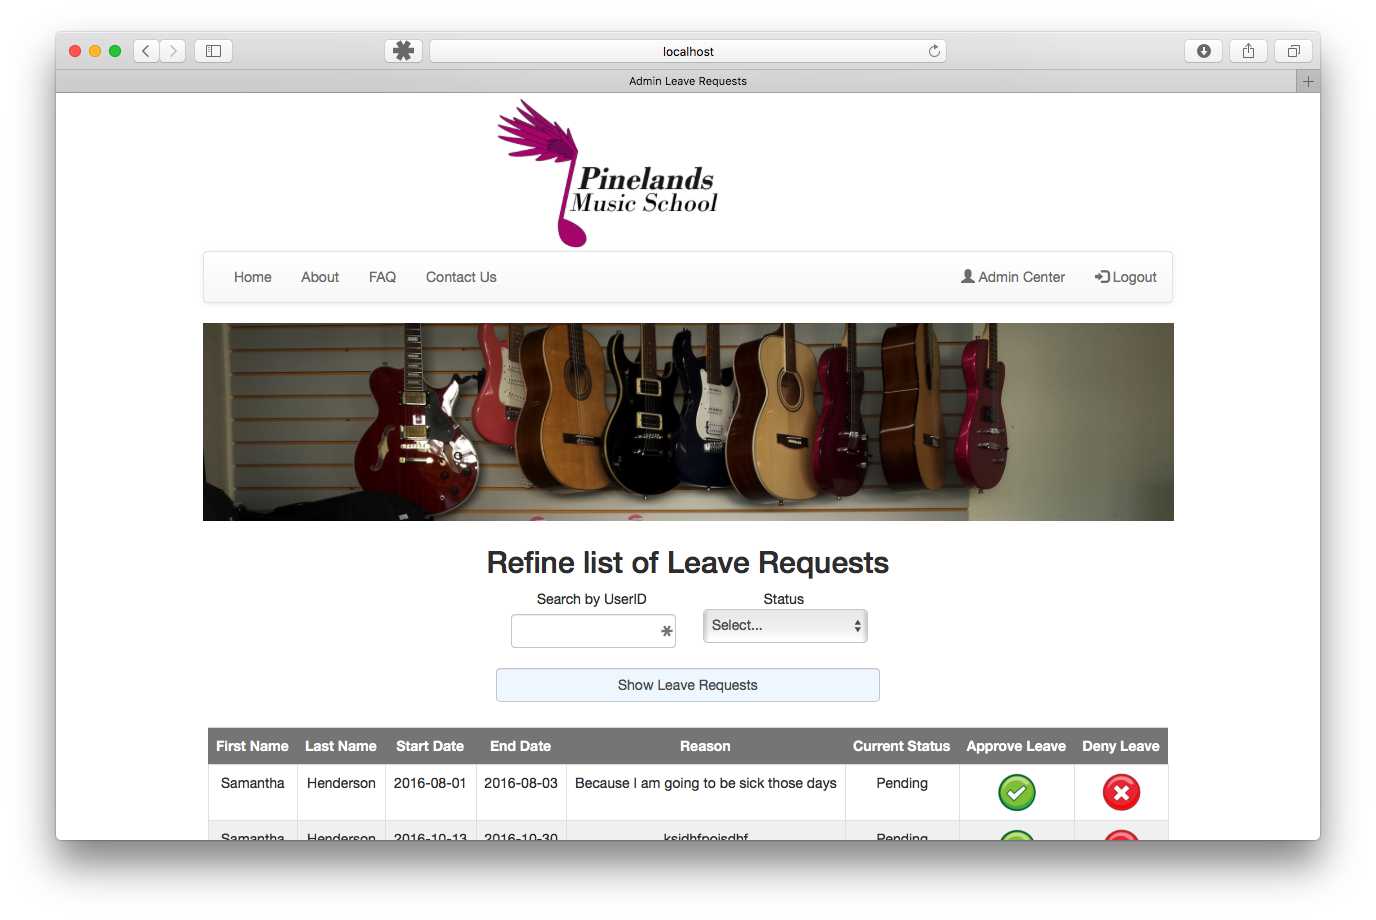 localhost
Admin Leave Requests
Pinelands
Music School
Home About FAQ Contact Us Admin Center Logout
Refine list of Leave Requests
Search by UserID Status
Select...
Show Leave Requests
First Name Last Name Start Date End Date Reason Current Status Approve Leave Deny Leave
Samantha Henderson 2016-08-01 2016-08-03 Because I am going to be sick those days Pending
Samantha Henderson 2016-10-13 2016-10-30 Pending